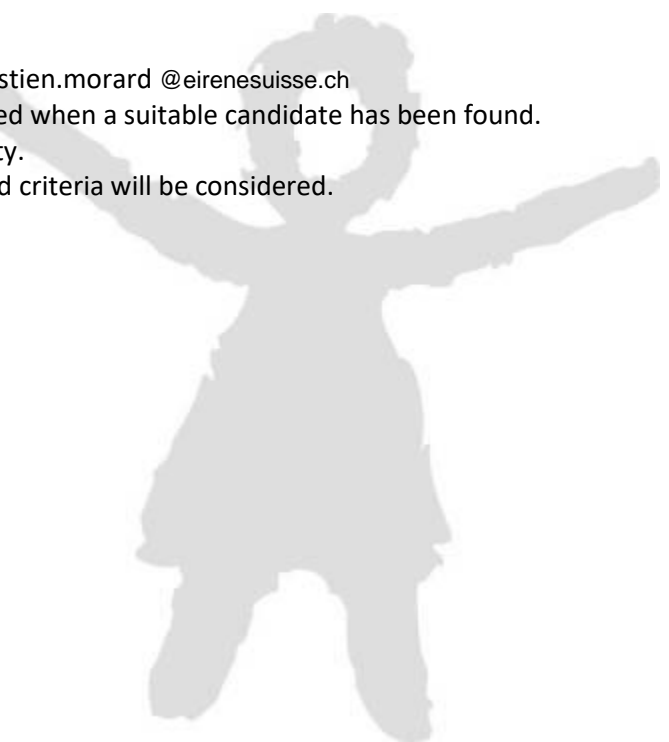 stien.morard @eirenesuisse.ch
ed when a suitable candidate has been found.
ty.
d criteria will be considered.